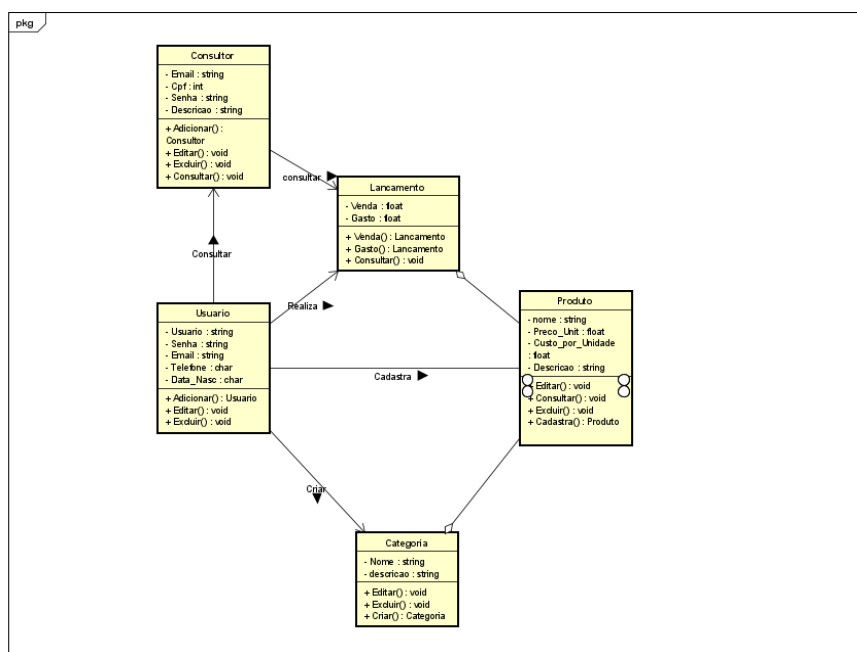 pkg
Consultor
- Email : string
- Cpf : int
- Senha : string
- Descricao : string
+ Adicionar() :
Consultor
+ Editar() : void
+ Excluir() : void
+ Consultar() : void
consultar
Lancamento
- Venda : float
- Gasto : float
+ Venda() : Lancamento
+ Gasto() : Lancamento
+ Consultar() : void
Consultar
Realiza
Usuario
- Usuario : string
- Senha : string
- Email : string
- Telefone : char
- Data_Nasc : char
+ Adicionar() : Usuario
+ Editar() : void
+ Excluir() : void
Cadastra
Produto
- nome : string
- Preco_Unit : float
- Custo_por_Unidade
: float
- Descricao : string
Editar() : void
Consultar() : void
+ Excluir() : void
+ Cadastra() : Produto
Criar
Categoria
- Nome : string
- descricao : string
+ Editar() : void
+ Excluir() : void
+ Criar() : Categoria